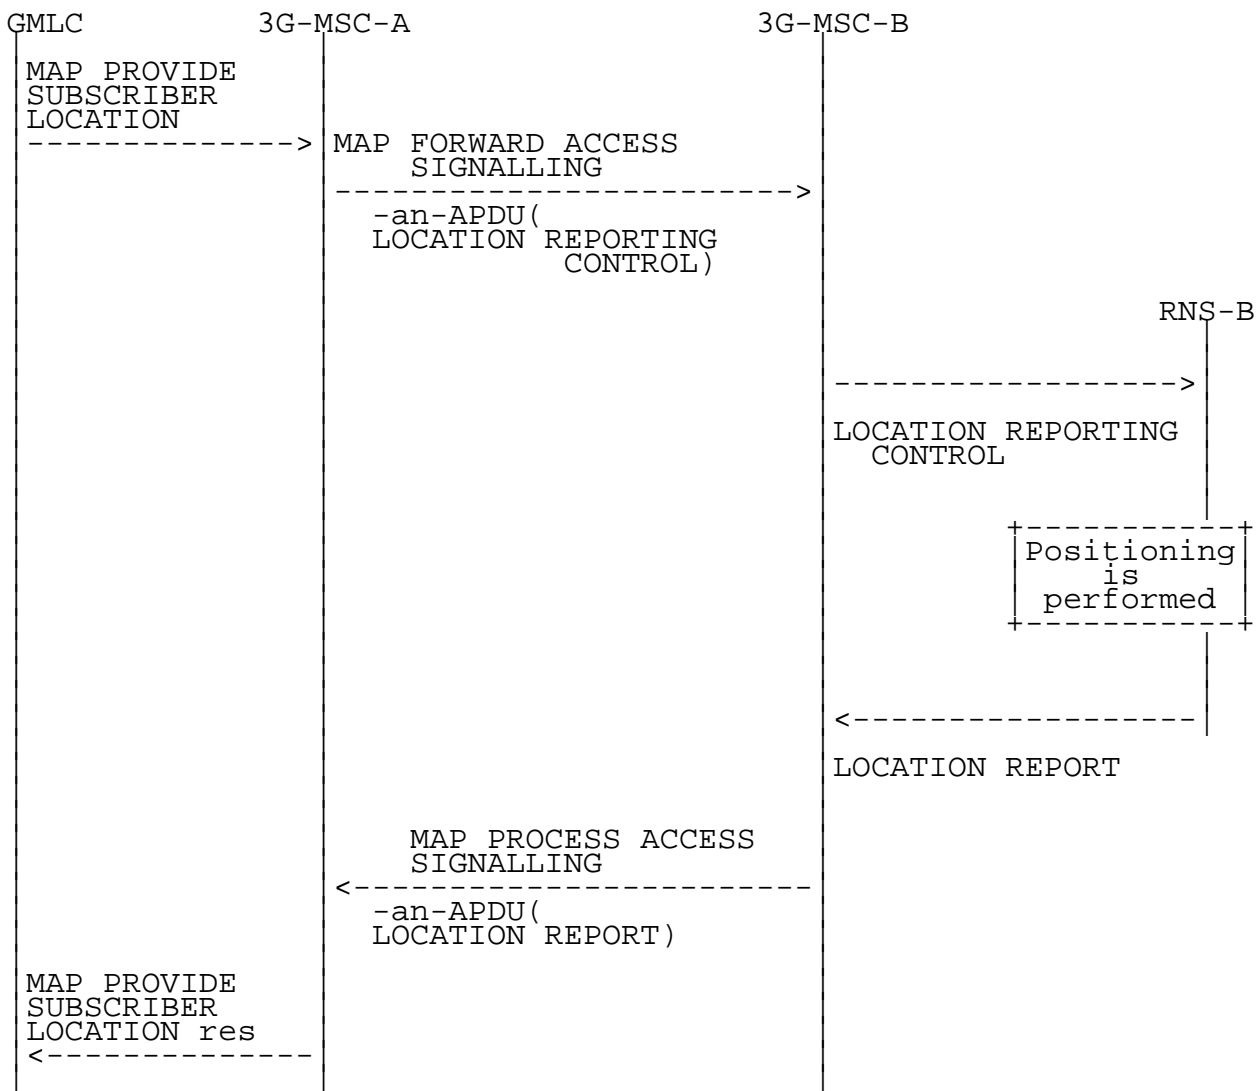 GMLC 3G-MSC-A 3G-MSC-B
MAP PROVIDE
SUBSCRIBER
LOCATION
MAP FORWARD ACCESS
SIGNALLING
-an-APDU(
LOCATION REPORTING
CONTROL)
RNS-B
LOCATION REPORTING
CONTROL
Positioning
is
performed
LOCATION REPORT
MAP PROCESS ACCESS
SIGNALLING
-an-APDU(
LOCATION REPORT)
MAP PROVIDE
SUBSCRIBER
LOCATION res